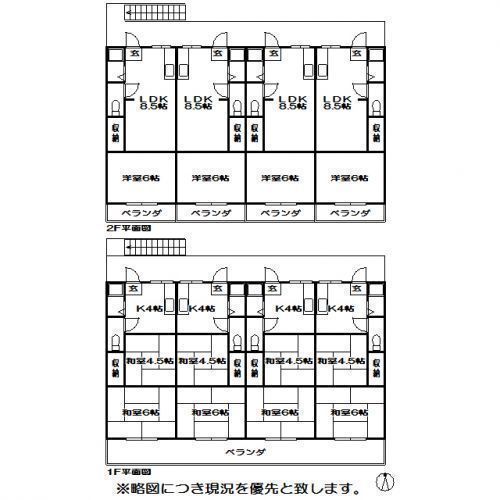 玄 玄 玄 玄
LDK LDK LDK LDK
8.5帖 8.5帖 8.5帖 8.5帖
収納 収納 収納
洋室6帖 洋室6帖 洋室6帖 洋室6帖
ベランダ ベランダ ベランダ ベランダ
2F平面図
玄 玄 玄 玄
K4帖 K4帖 K4帖 K4帖
収納 和室4.5帖 和室4.5帖 収納 収納 和室4.5帖 和室4.5帖 収納
和室6帖 和室6帖 和室6帖 和室6帖
ベランダ
1F平面図
※略図につき現況を優先と致します。